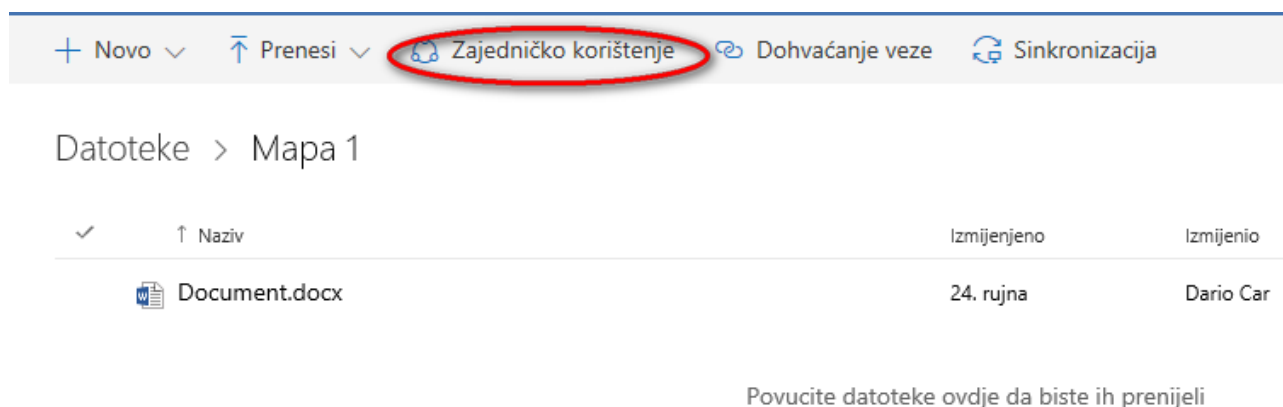 Novo Prenesi Zajedničko korištenje Dohvaćanje veze Sinkronizacija
Datoteke > Mapa 1
↑ Naziv Izmijenjeno Izmijenio
Document.docx 24. rujna Dario Car
Povucite datoteke ovdje da biste ih prenijeli